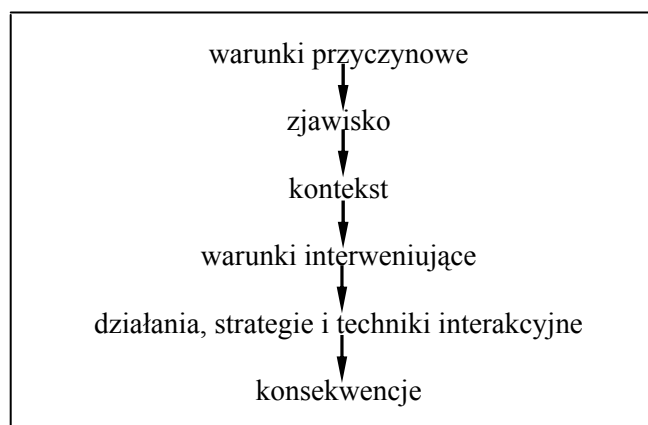 warunki przyczynowe
zjawisko
kontekst
warunki interweniujące
działania, strategie i techniki interakcyjne
konsekwencje